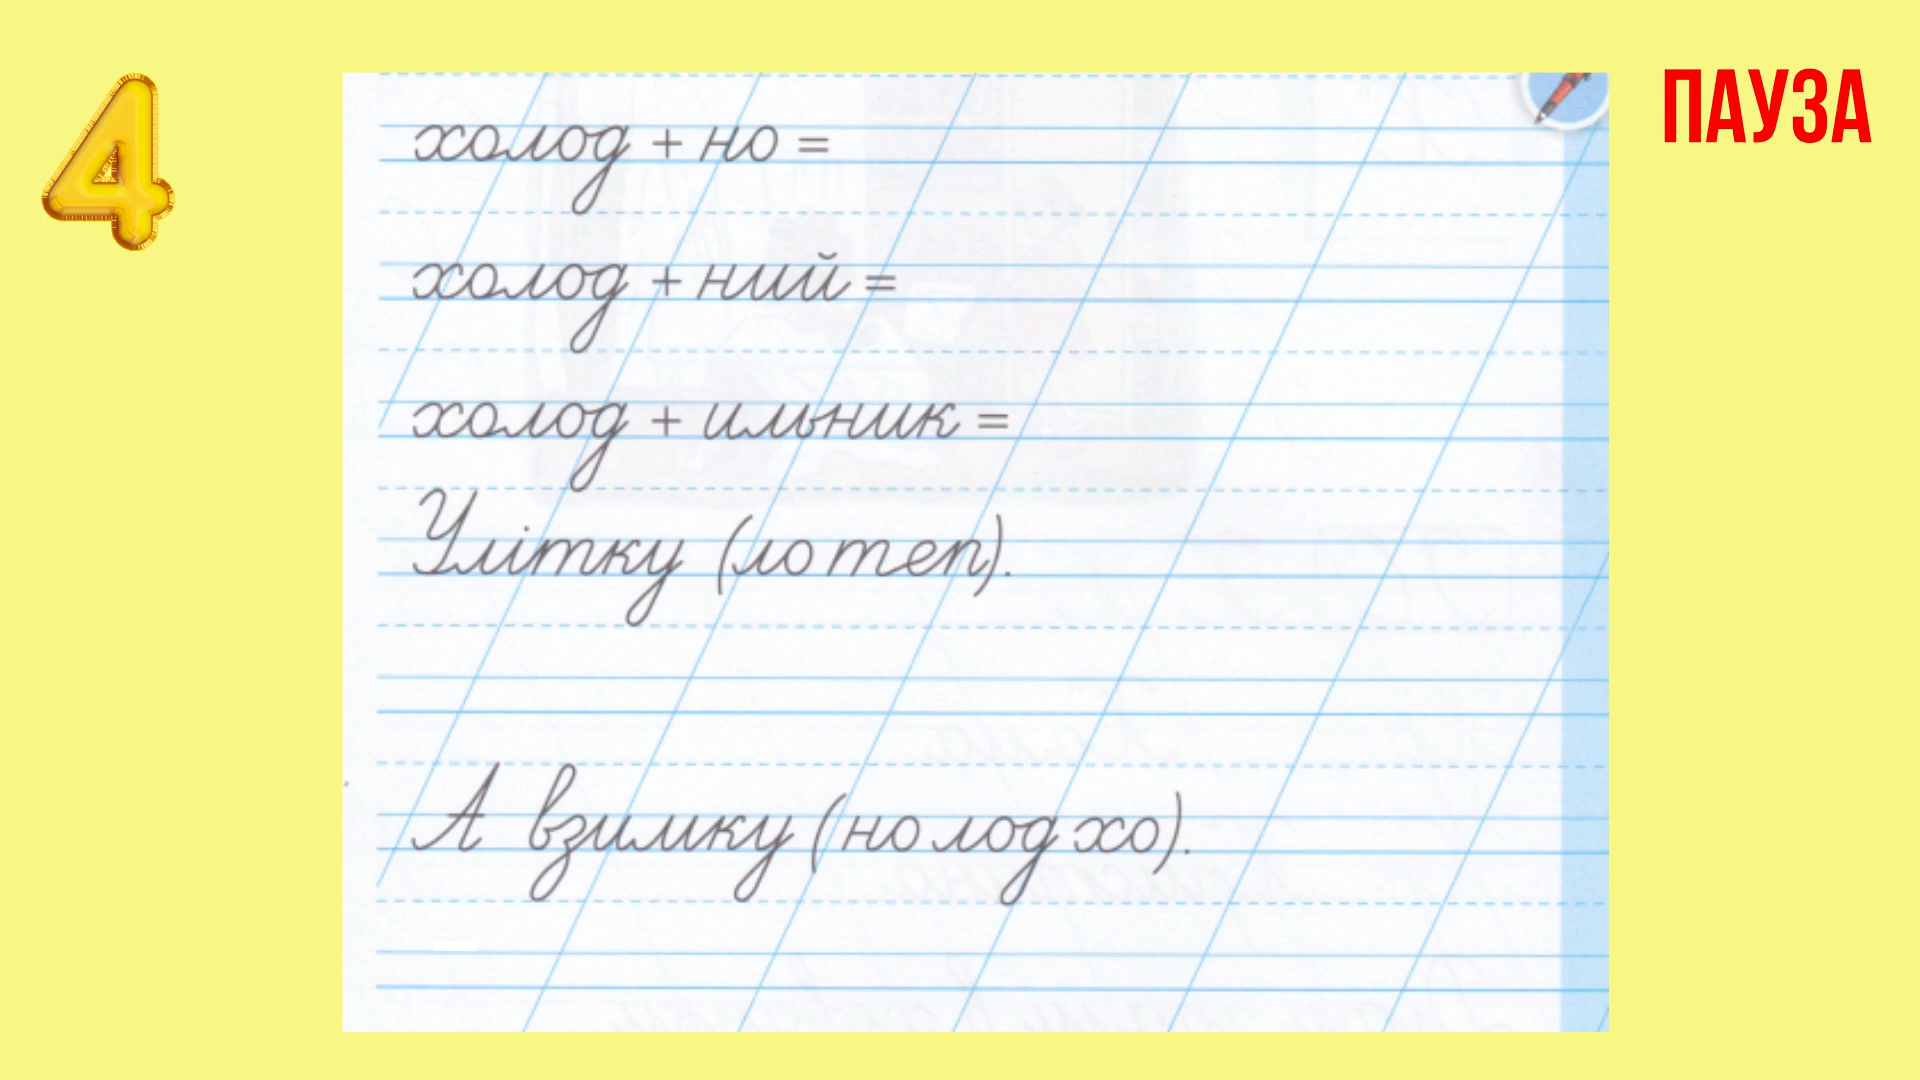 4
ПАУЗА
холод + но =
холод + ний =
холод + ильник =
Улітку (ло теп).
А взимку (но лод хо).